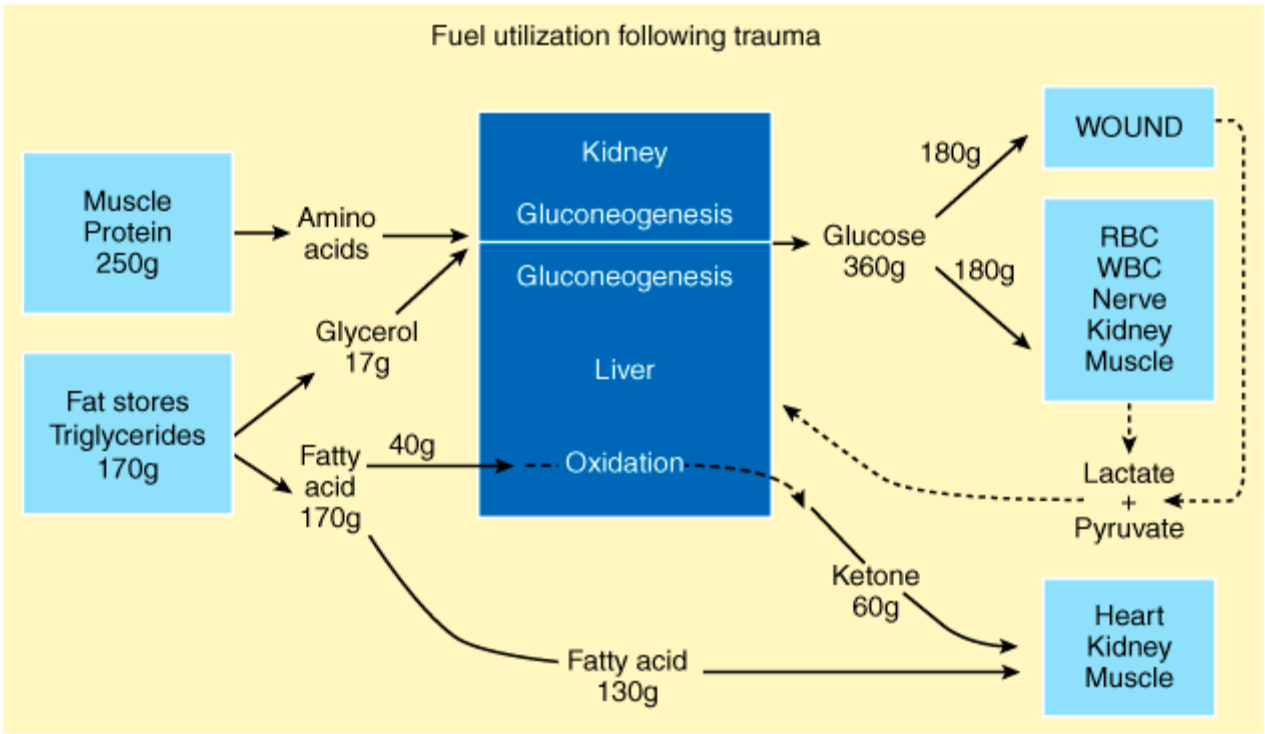 Fuel utilization following trauma
Muscle
Protein
250g
Amino
acids
Fat stores
Triglycerides
170g
Glycerol
17g
Fatty
acid
170g
40g
Kidney
Gluconeogenesis
Gluconeogenesis
Liver
Oxidation
Glucose
360g
180g
180g
WOUND
RBC
WBC
Nerve
Kidney
Muscle
Lactate
+
Pyruvate
Ketone
60g
Fatty acid
130g
Heart
Kidney
Muscle